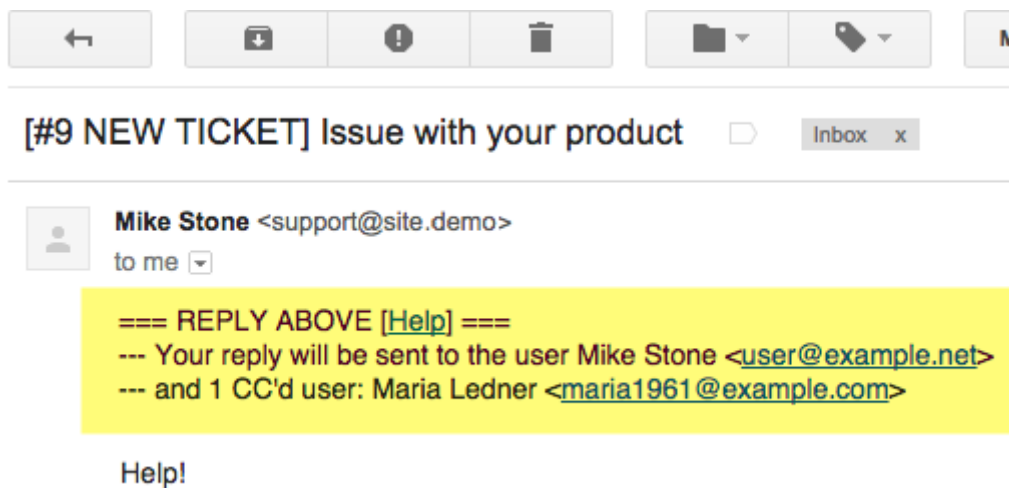 [#9 NEW TICKET] Issue with your product
Inbox x
Mike Stone <support@site.demo>
to me
=== REPLY ABOVE [Help] ===
--- Your reply will be sent to the user Mike Stone <user@example.net>
--- and 1 CC'd user: Maria Ledner <maria1961@example.com>
Help!